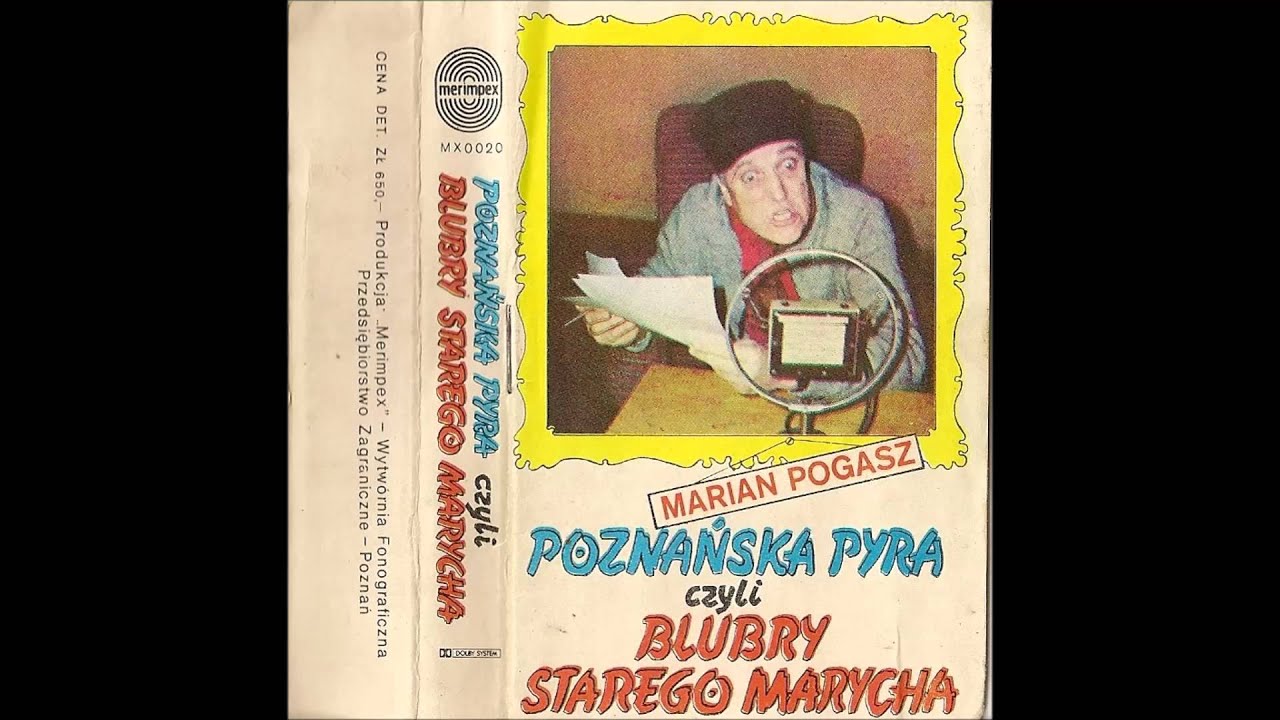 CENA DET. Zł 650,– Produkcja: „Merimpex” – Wytwórnia Fonograficzna
Przedsiębiorstwo Zagraniczne – Poznań
merimpex
MX0020
POZNAŃSKA PYRA czyli
BLUBRY STAREGO MARYCHA
DOLBY SYSTEM
MARIAN POGASZ
POZNAŃSKA PYRA
czyli
BLUBRY
STAREGO MARYCHA